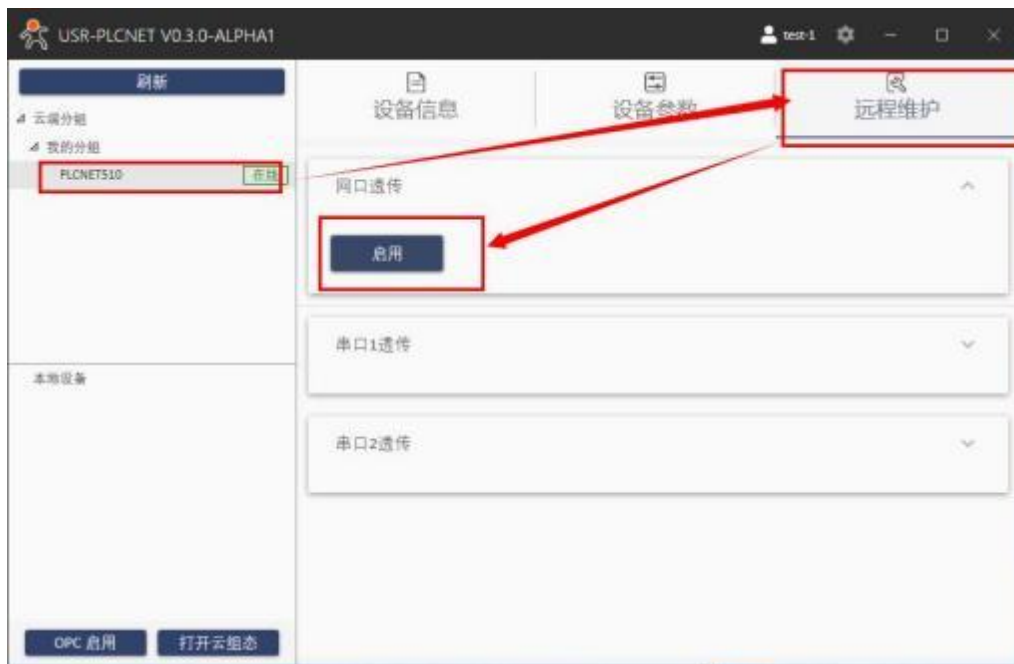 USR-PLCNET V0.3.0-ALPHA1
test-1
刷新
云端分组
我的分组
PLCNET510
在线
设备信息
设备参数
远程维护
网口透传
启用
串口1透传
串口2透传
本地设备
OPC 启用
打开云组态